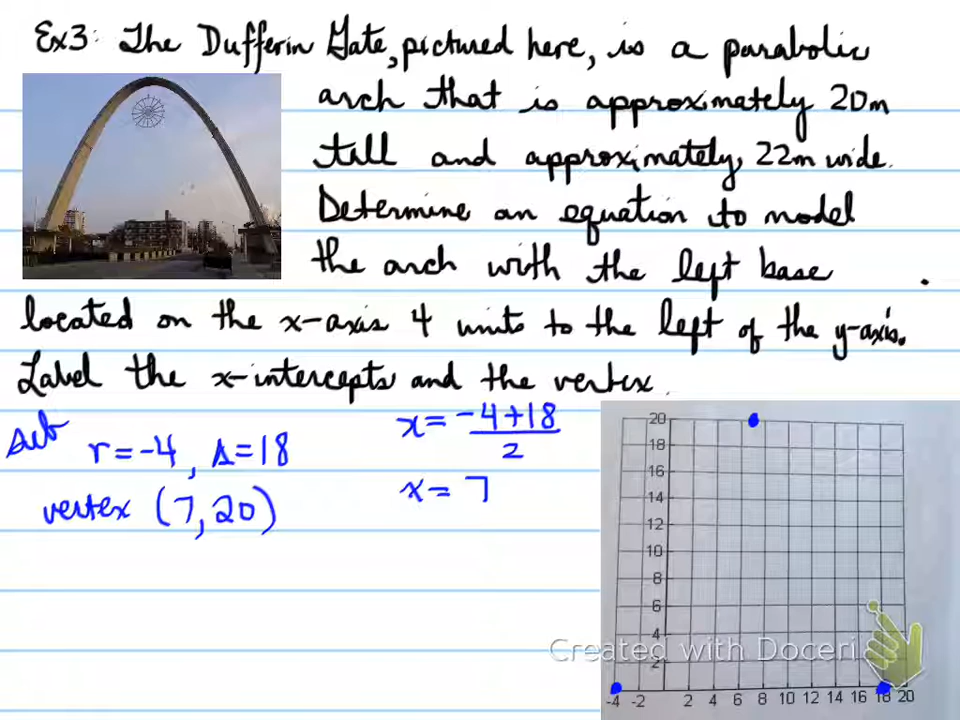 Ex3: The Dufferin Gate, pictured here, is a parabolic
arch that is approximately 20m
tall and approximately 22m wide.
Determine an equation to model
the arch with the left base
located on the x-axis 4 units to the left of the y-axis.
Label the x-intercepts and the vertex.
sub r = -4, s = 18
vertex (7, 20)
x = -4+18
2
x = 7
20
18
16
14
12
10
8
6
4
2
-4 -2 2 4 6 8 10 12 14 16 18 20
Created with Doceri